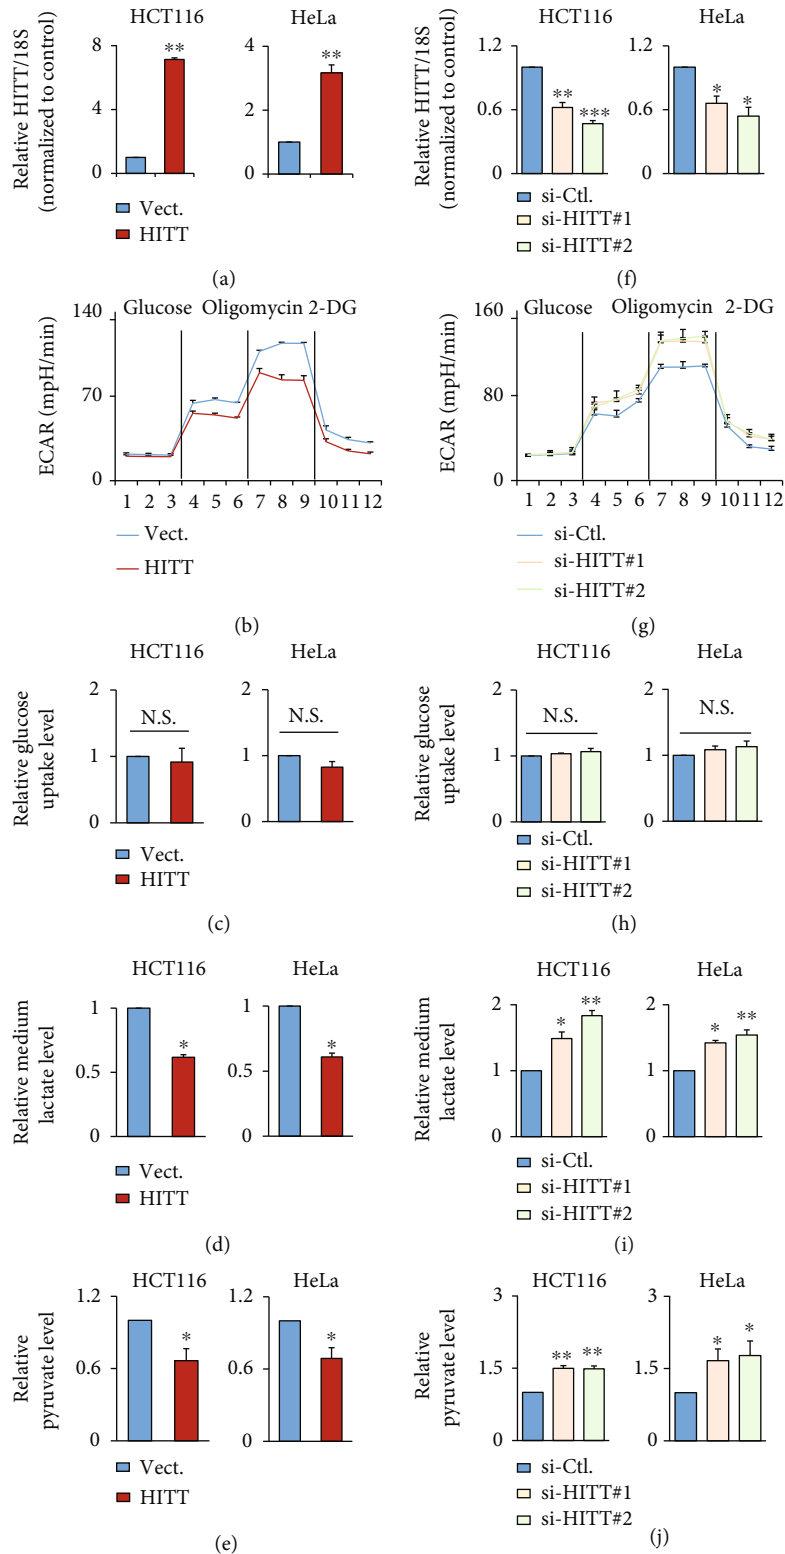 HCT116
HeLa
Relative HITT/18S
(normalized to control)
8
4
0
**
4
2
0
**
Vect.
HITT
(a)
HCT116
HeLa
Relative HITT/18S
(normalized to control)
1.2
0.6
0
**
***
1.2
0.6
0
*
*
si-Ctl.
si-HITT#1
si-HITT#2
(f)
Glucose Oligomycin 2-DG
ECAR (mpH/min)
140
70
0
1 2 3 4 5 6 7 8 9 10 11 12
Vect.
HITT
(b)
Glucose Oligomycin 2-DG
ECAR (mpH/min)
160
80
0
1 2 3 4 5 6 7 8 9 10 11 12
si-Ctl.
si-HITT#1
si-HITT#2
(g)
HCT116
HeLa
Relative glucose
uptake level
2
1
0
N.S.
2
1
0
N.S.
Vect.
HITT
(c)
HCT116
HeLa
Relative glucose
uptake level
2
1
0
N.S.
2
1
0
N.S.
si-Ctl.
si-HITT#1
si-HITT#2
(h)
HCT116
HeLa
Relative medium
lactate level
1
0.5
0
*
1
0.5
0
*
Vect.
HITT
(d)
HCT116
HeLa
Relative medium
lactate level
2
1
0
*
**
2
1
0
*
**
si-Ctl.
si-HITT#1
si-HITT#2
(i)
HCT116
HeLa
Relative
pyruvate level
1.2
0.6
0
*
1.2
0.6
0
*
Vect.
HITT
(e)
HCT116
HeLa
Relative
pyruvate level
3
1.5
0
**
**
3
1.5
0
*
*
si-Ctl.
si-HITT#1
si-HITT#2
(j)